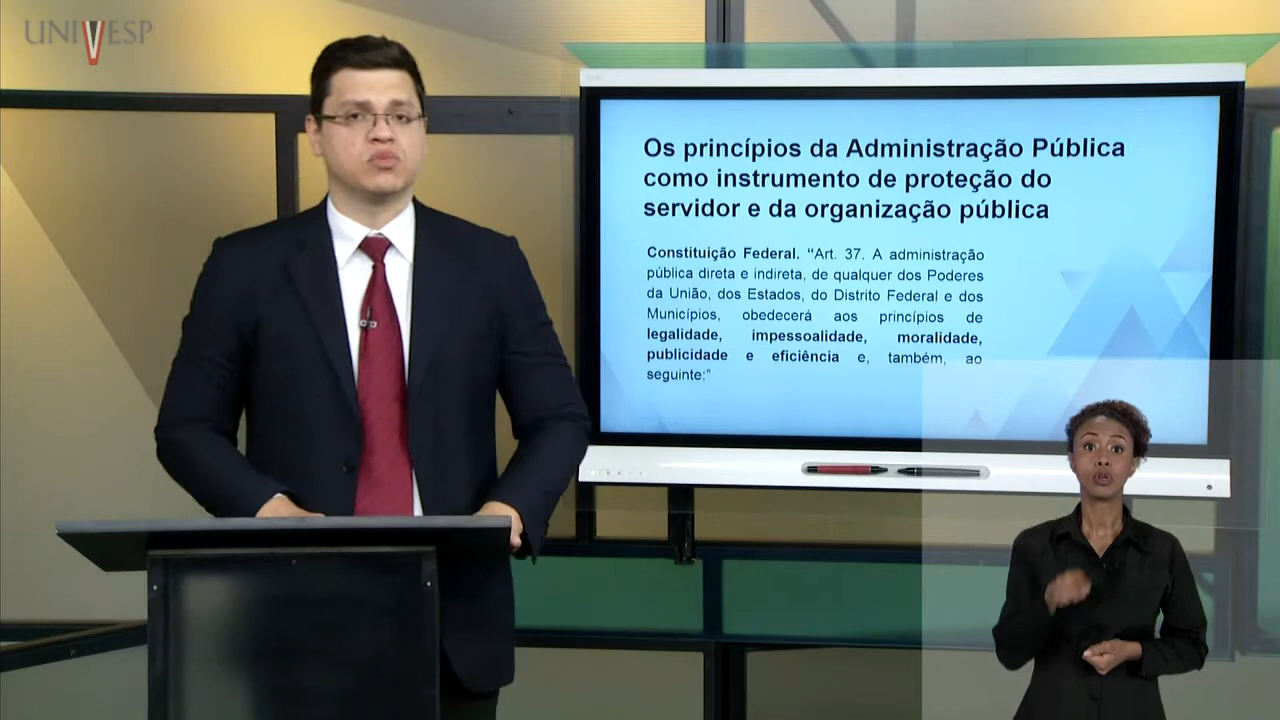 UNIVESP
Os princípios da Administração Pública
como instrumento de proteção do
servidor e da organização pública
Constituição Federal. “Art. 37. A administração
pública direta e indireta, de qualquer dos Poderes
da União, dos Estados, do Distrito Federal e dos
Municípios, obedecerá aos princípios de
legalidade, impessoalidade, moralidade,
publicidade e eficiência e, também, ao
seguinte:”